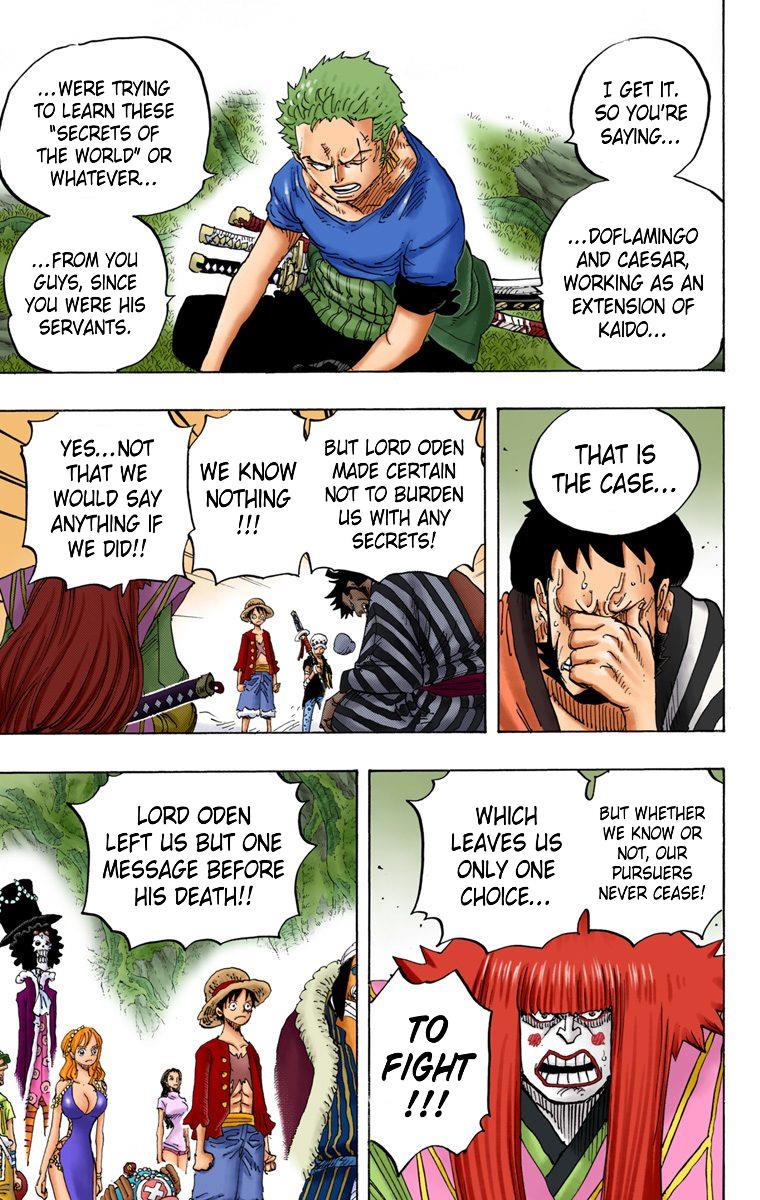 I GET IT.
SO YOU'RE
SAYING...
...DOFLAMINGO
AND CAESAR,
WORKING AS AN
EXTENSION OF
KAIDO...
...WERE TRYING
TO LEARN THESE
"SECRETS OF
THE WORLD" OR
WHATEVER...
...FROM YOU
GUYS, SINCE
YOU WERE HIS
SERVANTS.
THAT IS
THE CASE...
BUT LORD ODEN
MADE CERTAIN
NOT TO BURDEN
US WITH ANY
SECRETS!
WE KNOW
NOTHING
!!!
YES...NOT
THAT WE
WOULD SAY
ANYTHING IF
WE DID!!
BUT WHETHER
WE KNOW OR
NOT, OUR
PURSUERS
NEVER CEASE!
WHICH
LEAVES US
ONLY ONE
CHOICE...
TO
FIGHT
!!!
LORD ODEN
LEFT US BUT ONE
MESSAGE BEFORE
HIS DEATH!!